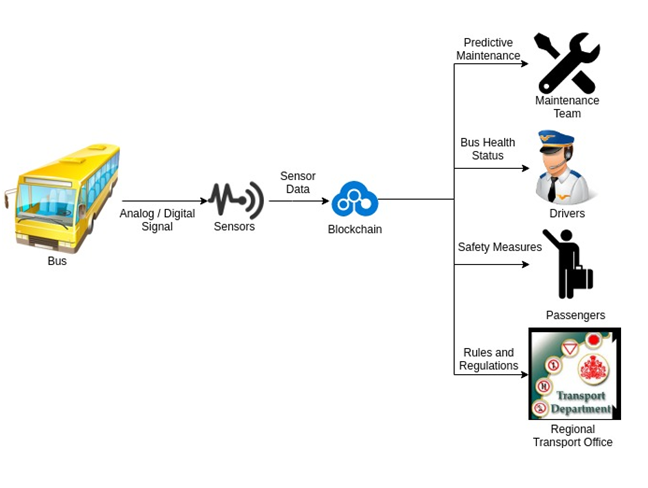 Predictive
Maintenance
Maintenance
Team
Bus Health
Status
Drivers
Sensor
Data
Analog / Digital
Signal
Sensors
Blockchain
Bus
Safety Measures
Passengers
Rules and
Regulations
Transport
Department
Regional
Transport Office